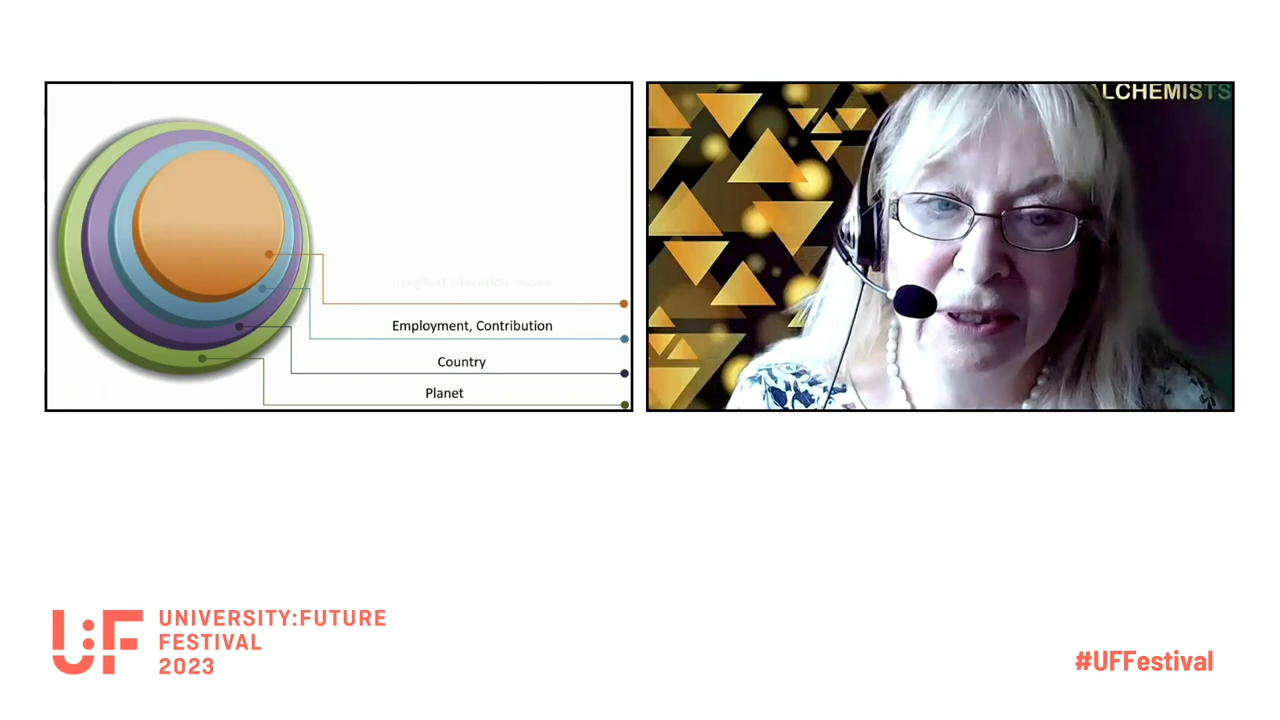 LCHEMISTS
Employment, Contribution
Country
Planet
UNIVERSITY:FUTURE
FESTIVAL
2023
U:F
#UFFestival